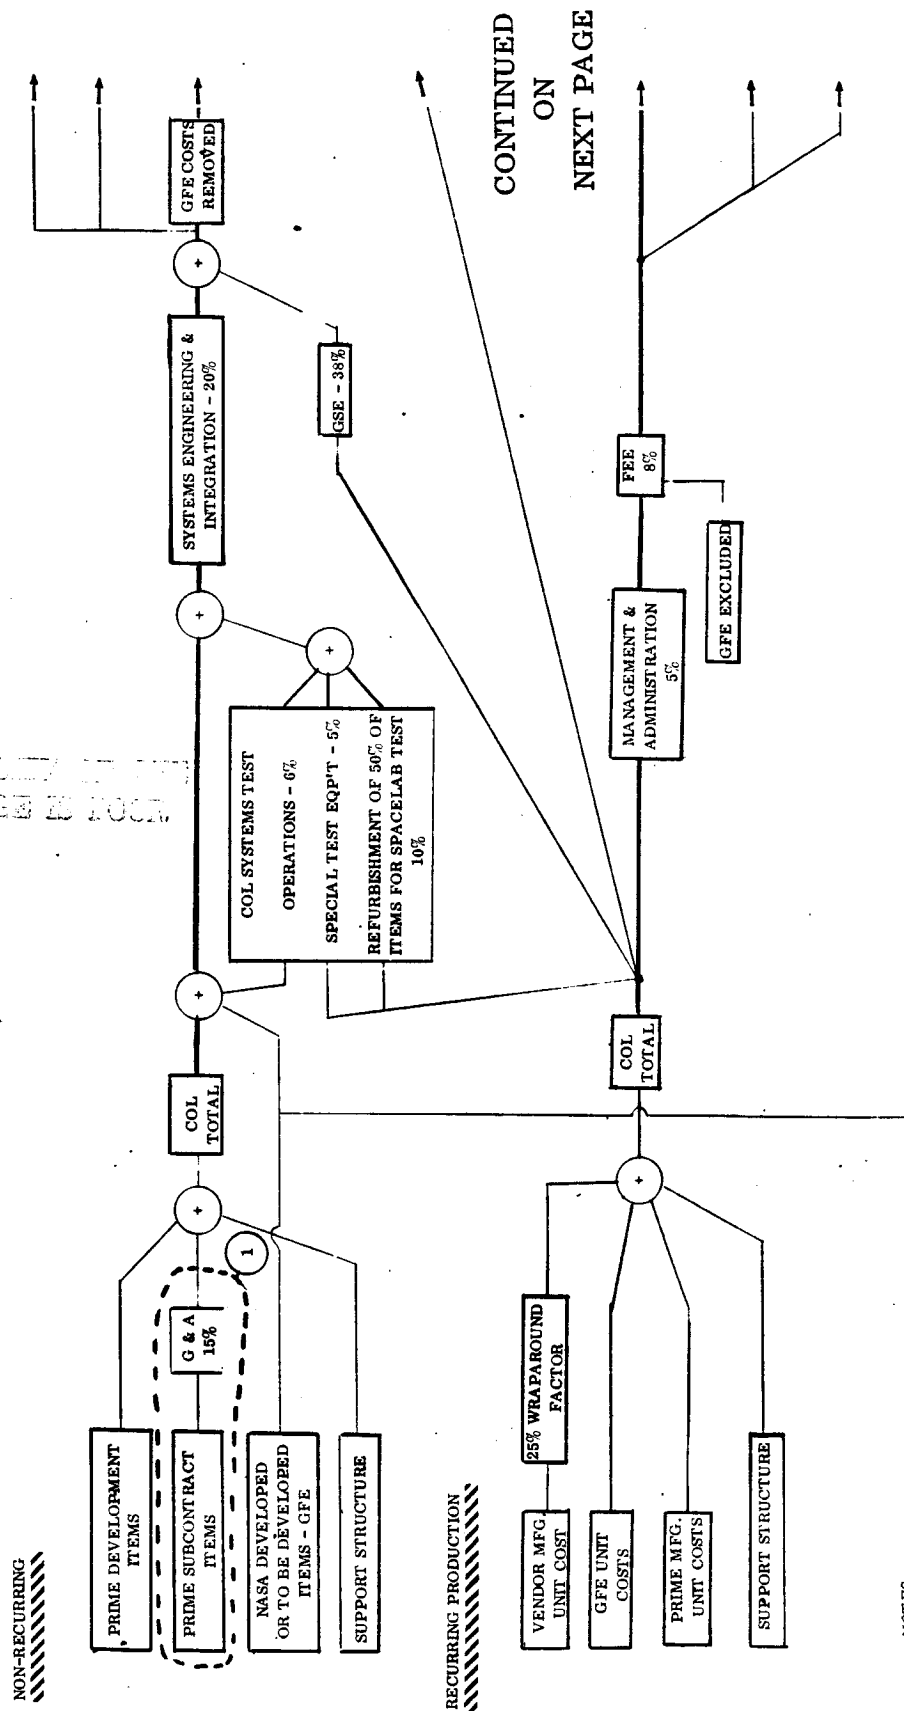 NON-RECURRING
PRIME DEVELOPMENT
ITEMS
PRIME SUBCONTRACT
ITEMS
G & A
15%
1
NASA DEVELOPED
OR TO BE DEVELOPED
ITEMS - GFE
SUPPORT STRUCTURE
+
COL
TOTAL
+
COL SYSTEMS TEST
OPERATIONS - 6%
SPECIAL TEST EQP'T - 5%
REFURBISHMENT OF 50% OF
ITEMS FOR SPACELAB TEST
10%
+
+
SYSTEMS ENGINEERING &
INTEGRATION - 20%
GSE - 38%
+
GFE COSTS
REMOVED
RECURRING PRODUCTION
VENDOR MFG.
UNIT COST
25% WRAPAROUND
FACTOR
GFE UNIT
COSTS
PRIME MFG.
UNIT COSTS
SUPPORT STRUCTURE
+
COL
TOTAL
MANAGEMENT &
ADMINISTRATION
5%
FEE
8%
GFE EXCLUDED
CONTINUED
ON
NEXT PAGE